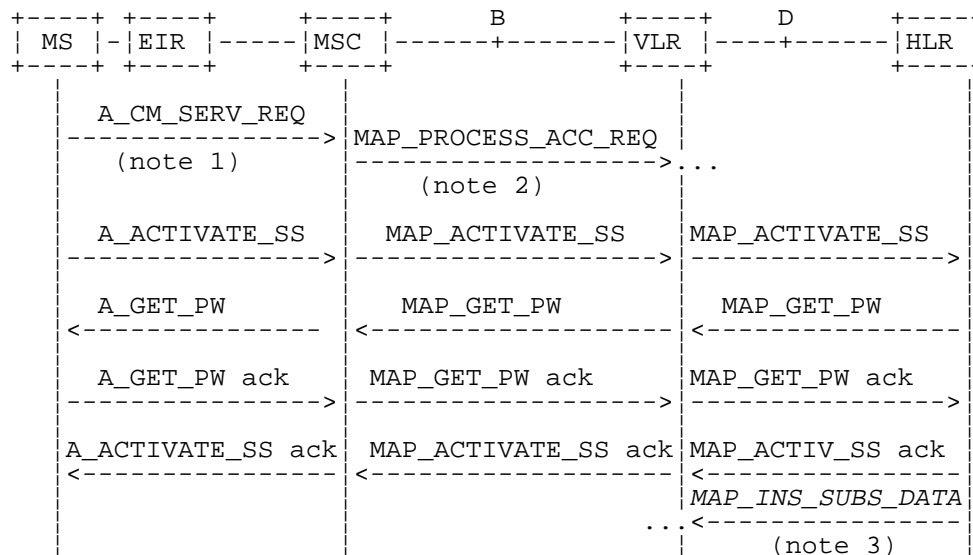 B D
MS EIR MSC VLR HLR
A_CM_SERV_REQ
MAP_PROCESS_ACC_REQ
(note 1)
...
(note 2)
A_ACTIVATE_SS MAP_ACTIVATE_SS MAP_ACTIVATE_SS
A_GET_PW MAP_GET_PW MAP_GET_PW
A_GET_PW ack MAP_GET_PW ack MAP_GET_PW ack
A_ACTIVATE_SS ack MAP_ACTIVATE_SS ack MAP_ACTIV_SS ack
MAP_INS_SUBS_DATA
...
(note 3)